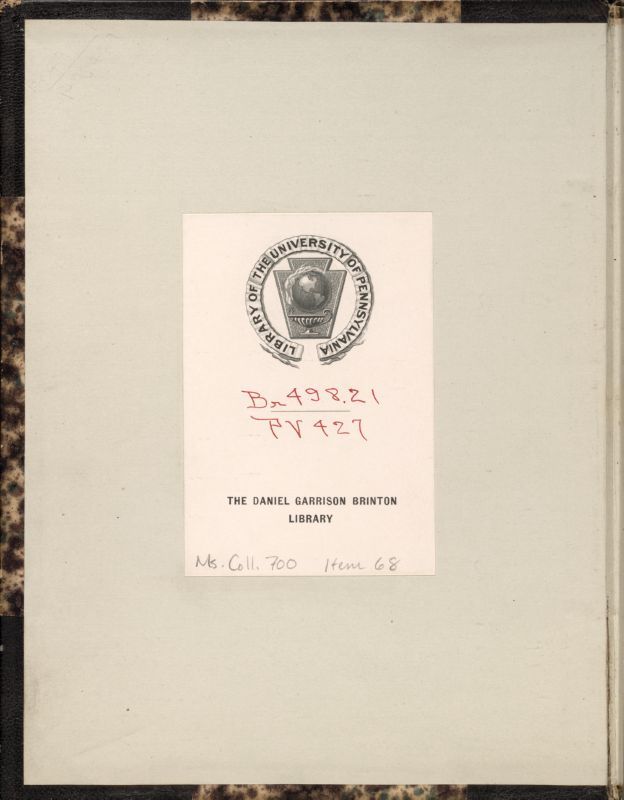 LIBRARY OF THE UNIVERSITY OF PENNSYLVANIA
Br 498.21
PV 427
THE DANIEL GARRISON BRINTON
LIBRARY
Ms. Coll. 700 Item 68